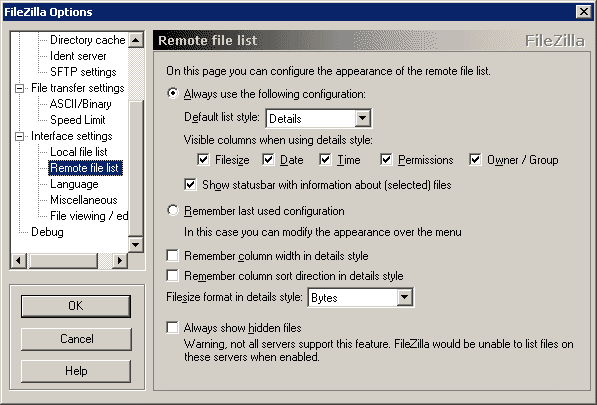 FileZilla Options
Directory cache
Ident server
SFTP settings
File transfer settings
ASCII/Binary
Speed Limit
Interface settings
Local file list
Remote file list
Language
Miscellaneous
File viewing / ed
Debug
OK
Cancel
Help
Remote file list
FileZilla
On this page you can configure the appearance of the remote file list.
Always use the following configuration:
Default list style: Details
Visible columns when using details style:
Filesize Date Time Permissions Owner / Group
Show statusbar with information about (selected) files
Remember last used configuration
In this case you can modify the appearance over the menu
Remember column width in details style
Remember column sort direction in details style
Filesize format in details style: Bytes
Always show hidden files
Warning, not all servers support this feature. FileZilla would be unable to list files on
these servers when enabled.